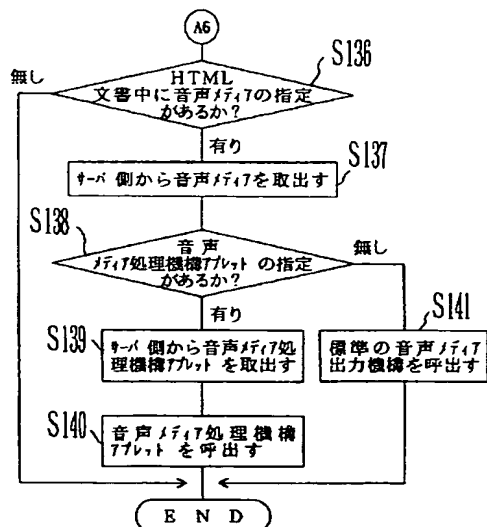 A6
S136
無し
HTML
文書中に音声メディアの指定
があるか?
有り
S137
サーバ側から音声メディアを取出す
S138
音声
メディア処理機構アプレットの指定
があるか?
無し
有り
S139
サーバ側から音声メディア処
理機構アプレットを取出す
S141
標準の音声メディア
出力機構を呼出す
S140
音声メディア処理機構
アプレットを呼出す
END